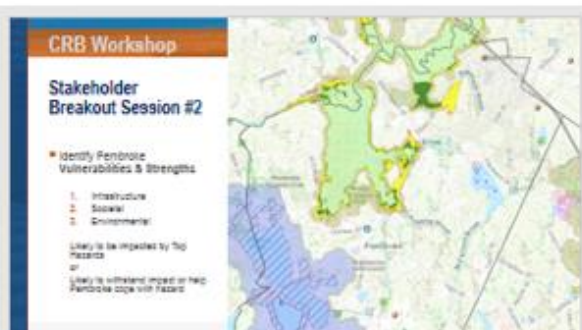 CRB Workshop
Stakeholder
Breakout Session #2
Identify Pembroke
Vulnerabilities & Strengths
1. Infrastructure
2. Societal
3. Environmental
Likely to be impacted by Top
Hazards
or
Likely to withstand impact or help
Pembroke cope with hazard
Pembroke